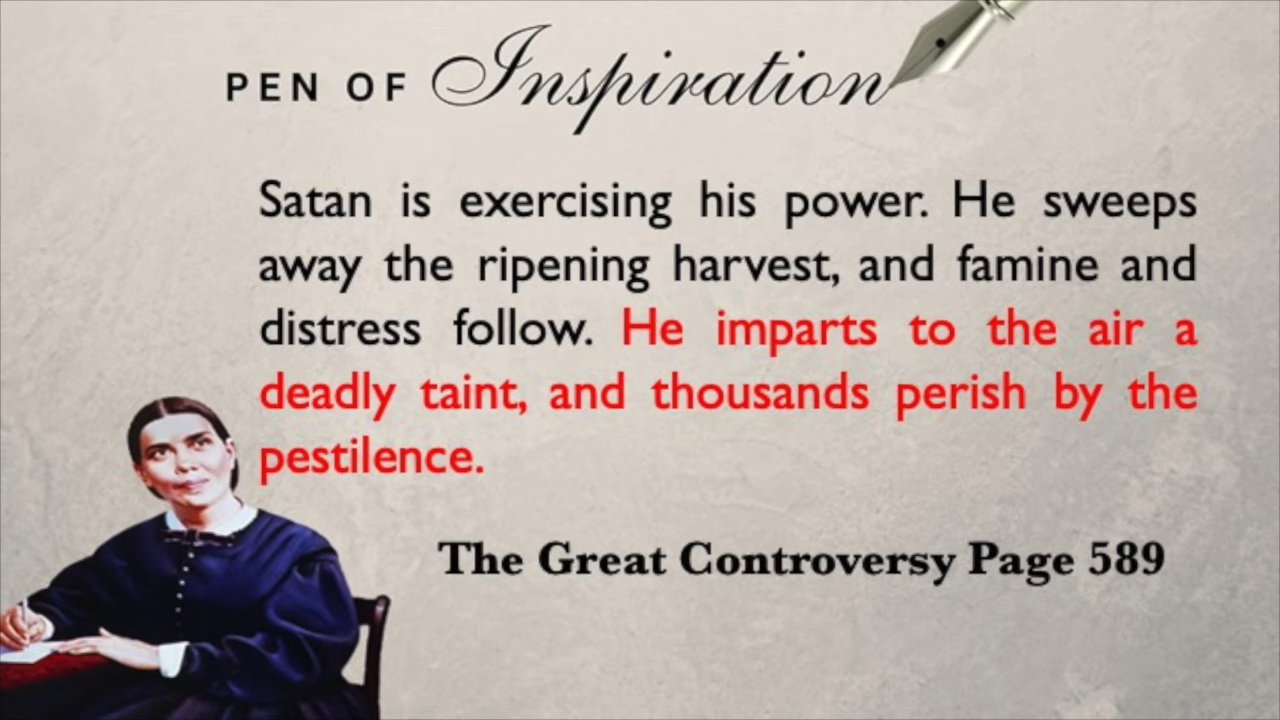 PEN OF Inspiration
Satan is exercising his power. He sweeps
away the ripening harvest, and famine and
distress follow. He imparts to the air a
deadly taint, and thousands perish by the
pestilence.
The Great Controversy Page 589